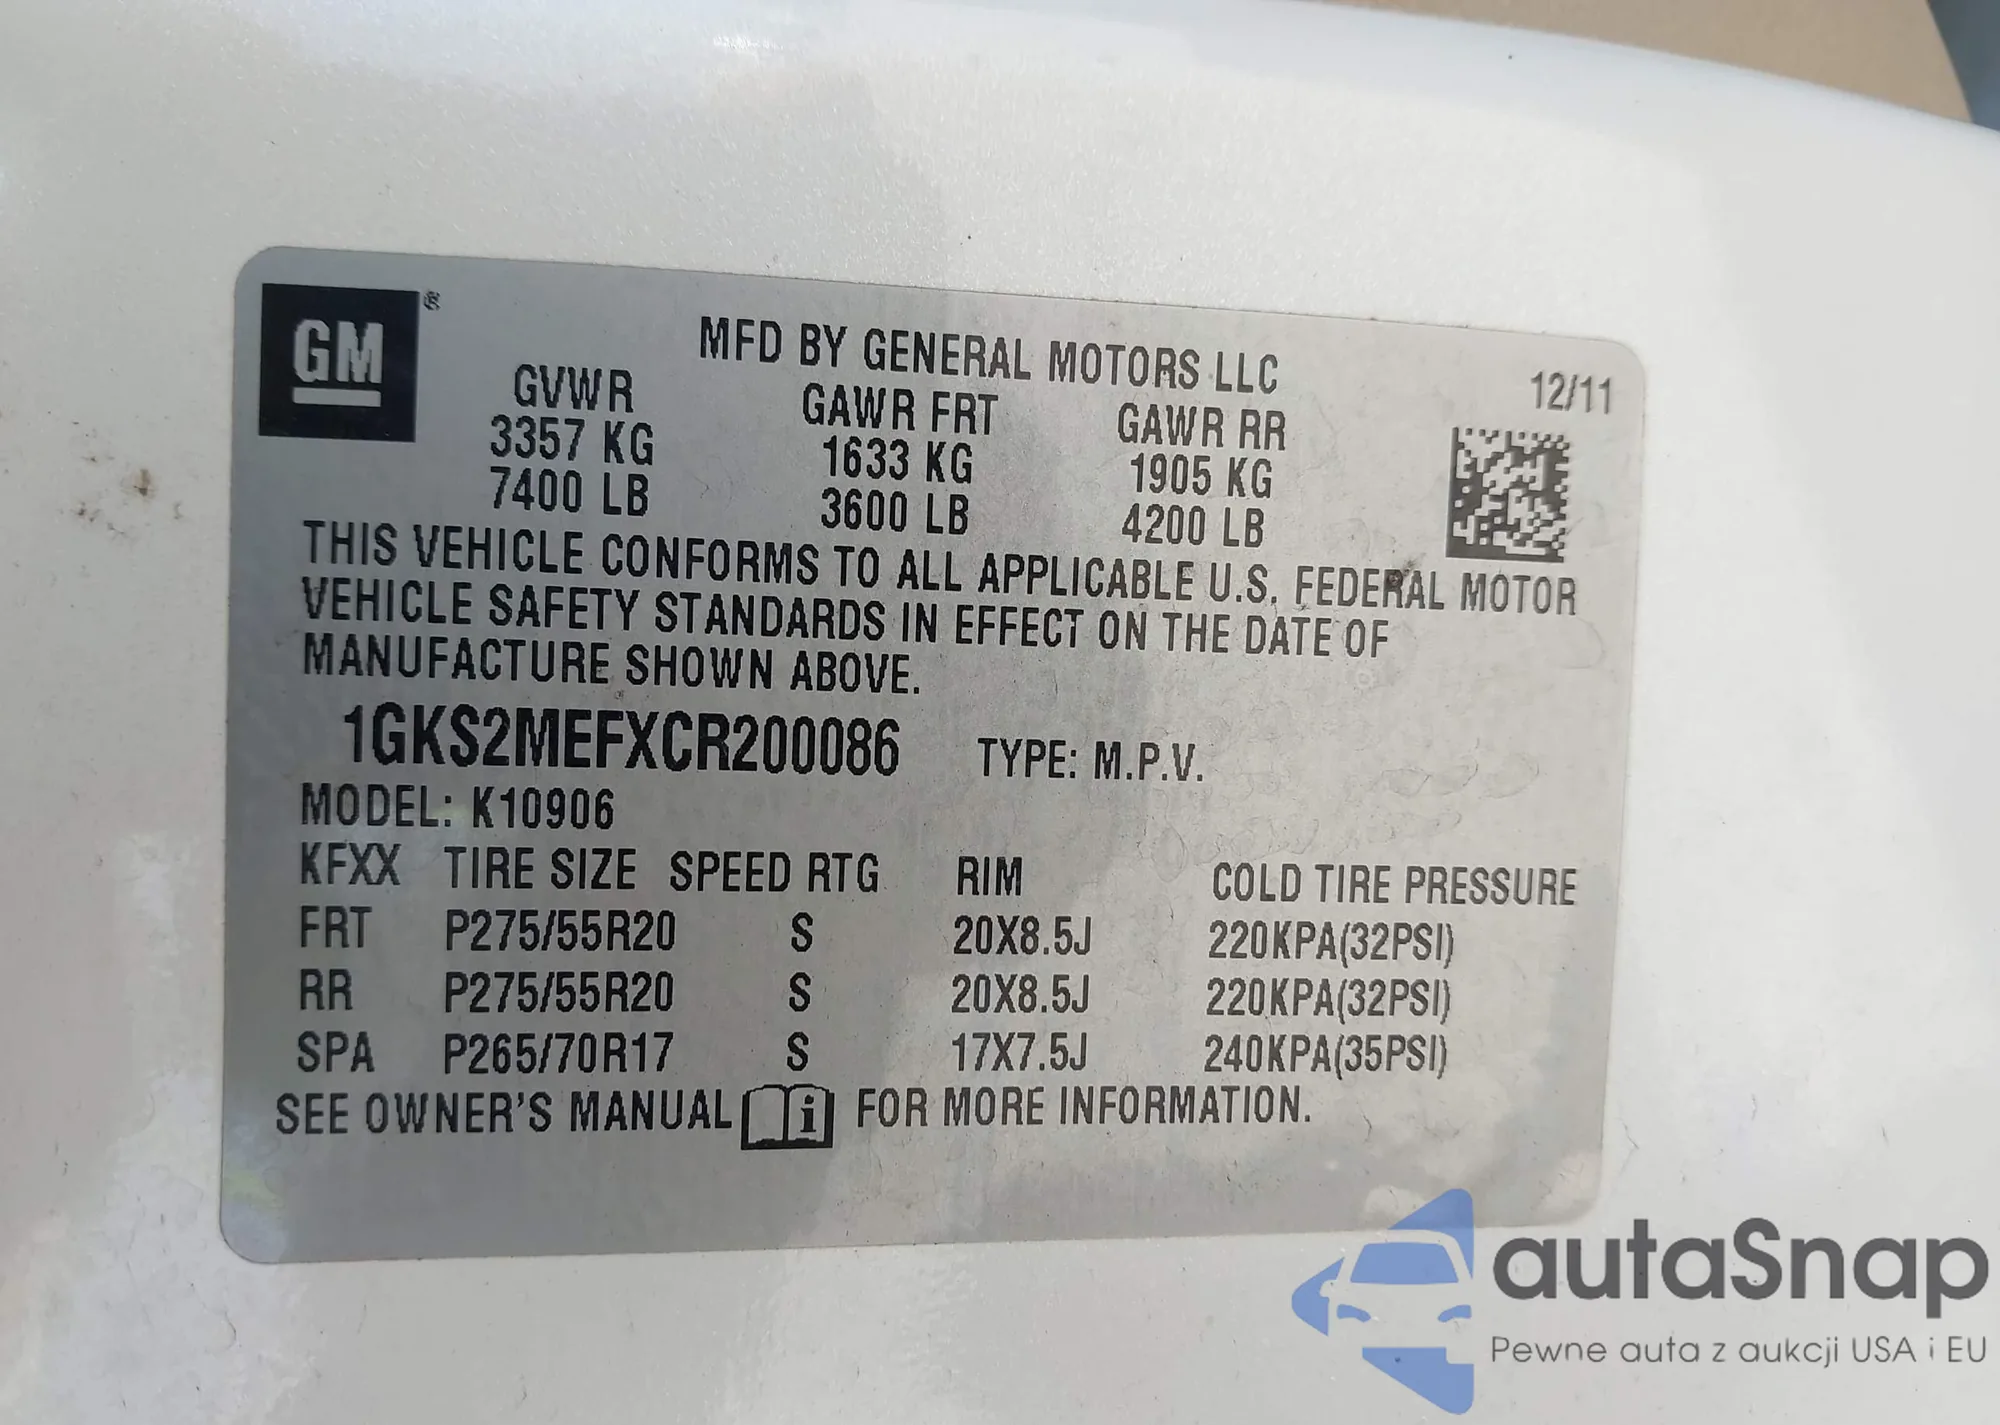 GM ®
MFD BY GENERAL MOTORS LLC
12/11
GVWR GAWR FRT GAWR RR
3357 KG 1633 KG 1905 KG
7400 LB 3600 LB 4200 LB
THIS VEHICLE CONFORMS TO ALL APPLICABLE U.S. FEDERAL MOTOR
VEHICLE SAFETY STANDARDS IN EFFECT ON THE DATE OF
MANUFACTURE SHOWN ABOVE.
1GKS2MEFXCR200086 TYPE: M.P.V.
MODEL: K10906
KFXX TIRE SIZE SPEED RTG RIM COLD TIRE PRESSURE
FRT P275/55R20 S 20X8.5J 220KPA(32PSI)
RR P275/55R20 S 20X8.5J 220KPA(32PSI)
SPA P265/70R17 S 17X7.5J 240KPA(35PSI)
SEE OWNER'S MANUAL i FOR MORE INFORMATION.
autaSnap
Pewne auta z aukcji USA i EU